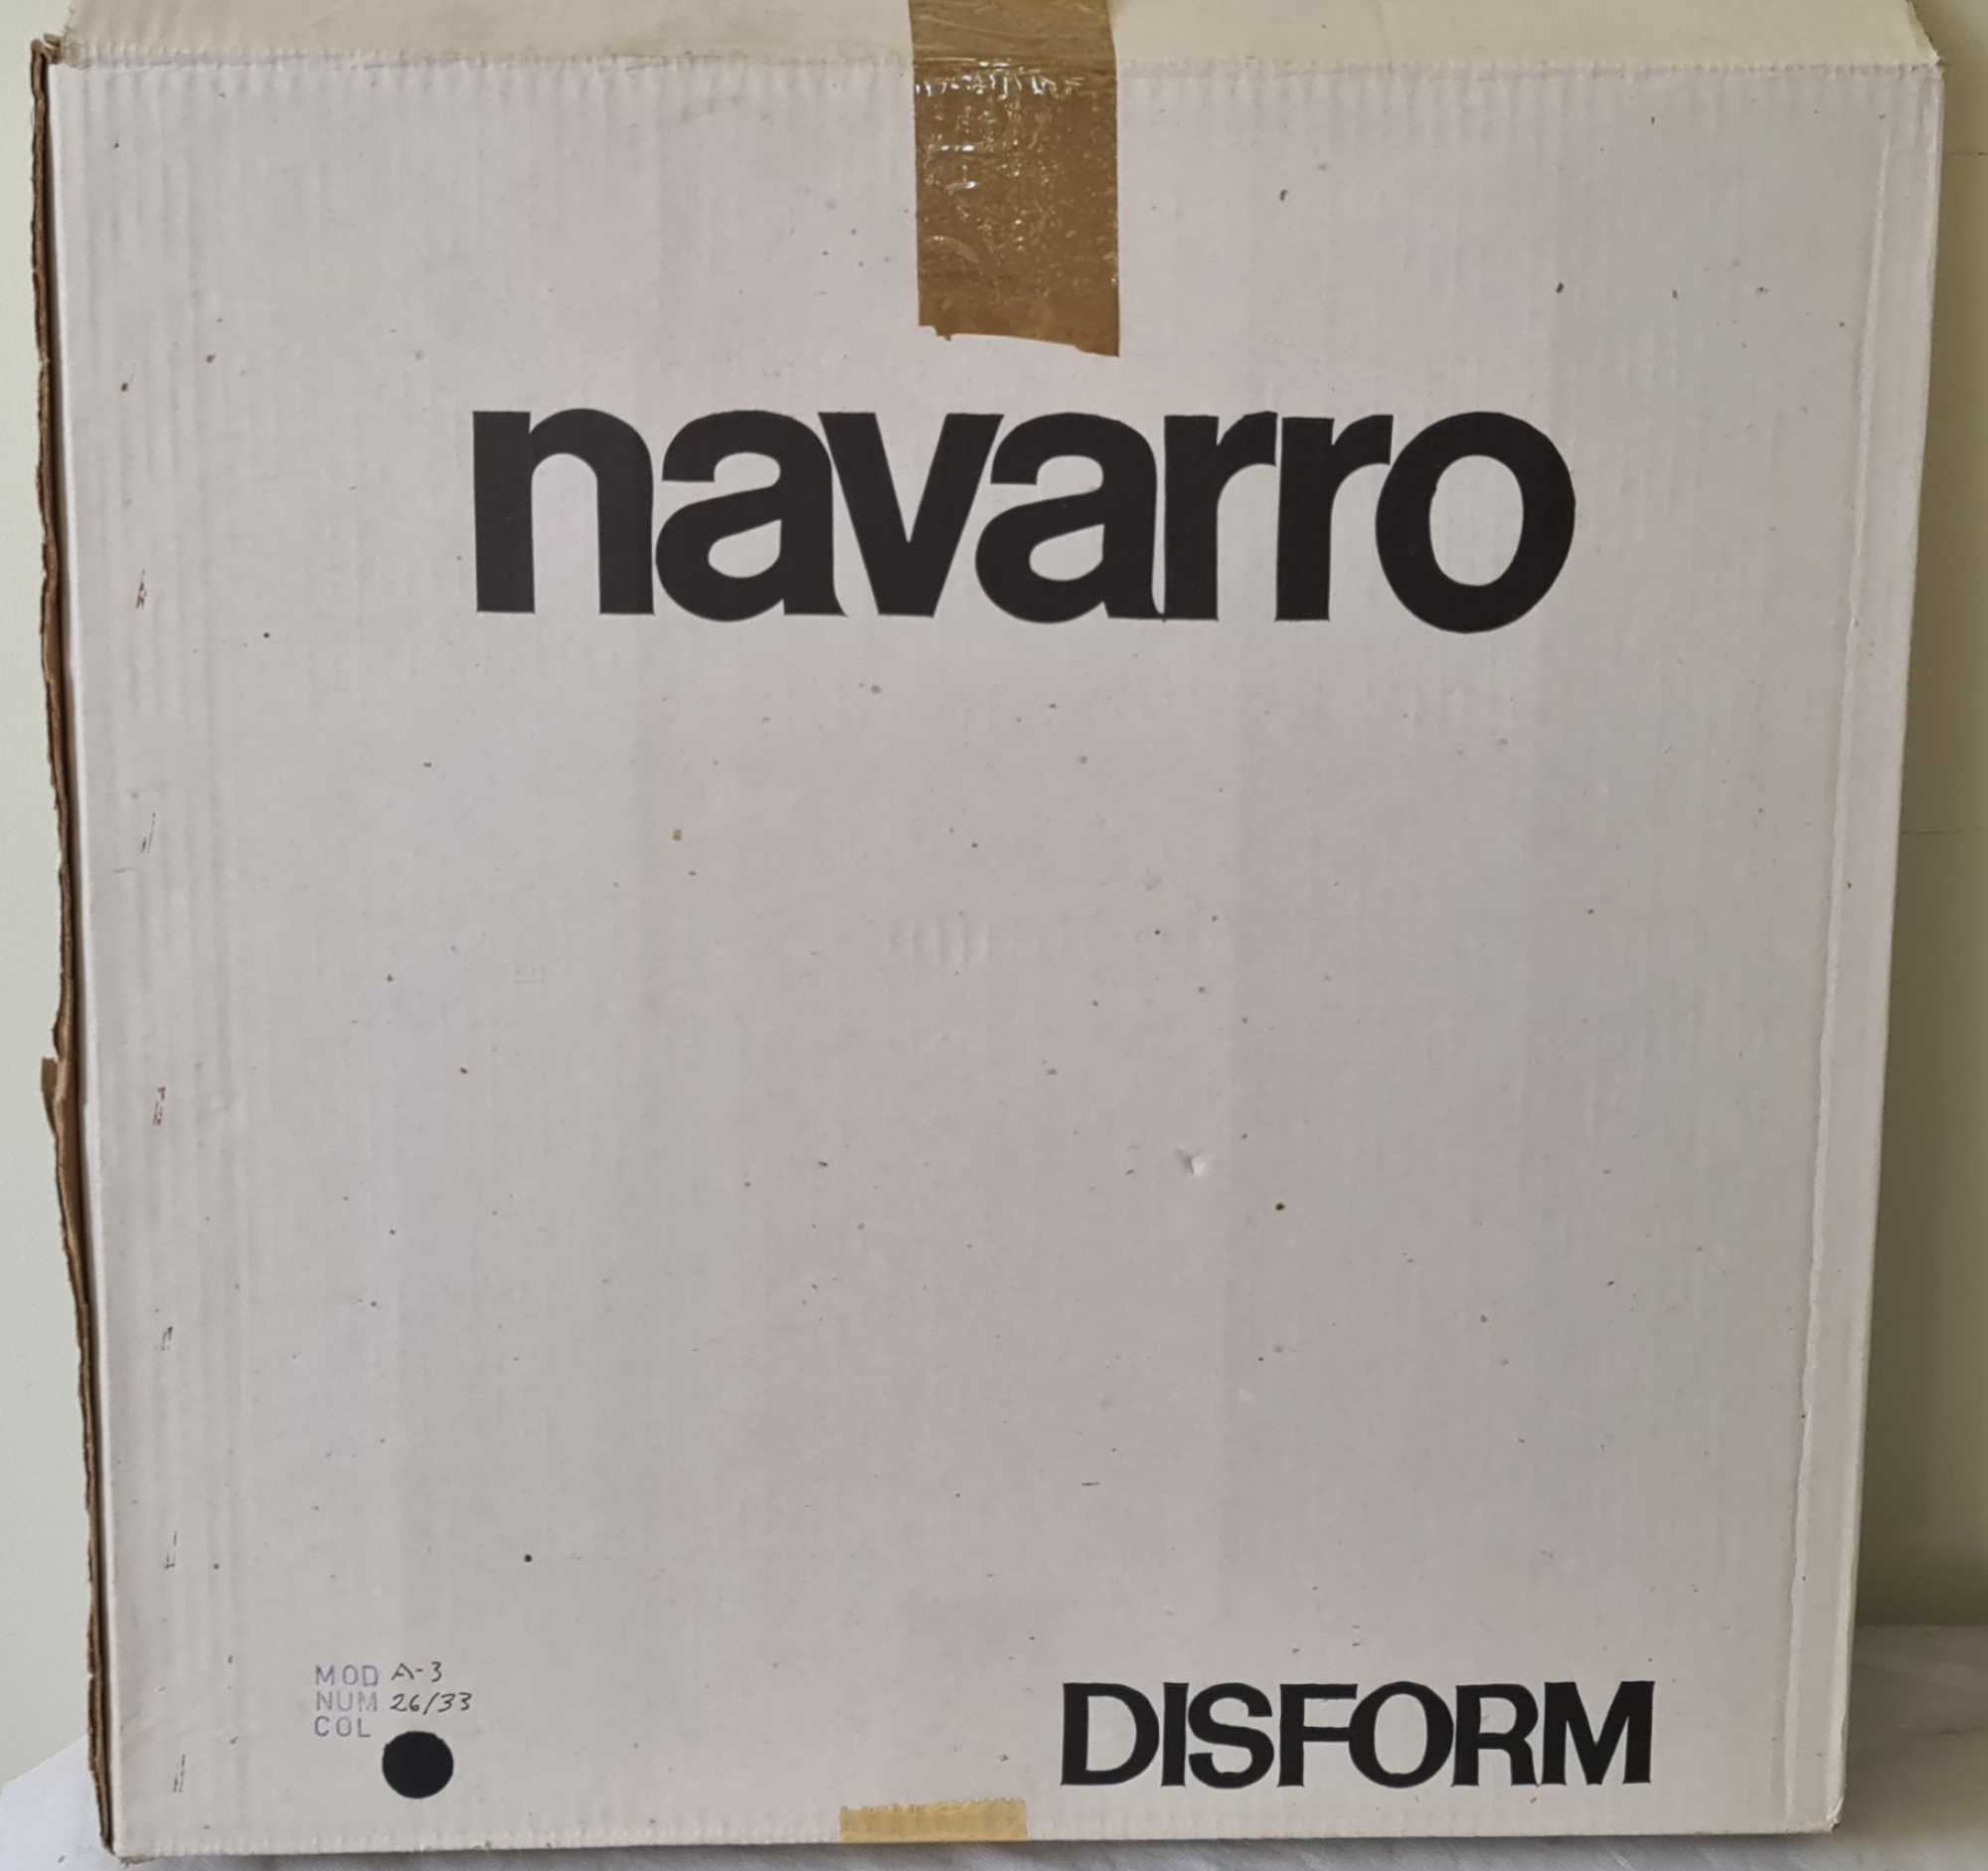 navarro
MOD A-3
NUM 26/33
COL
DISFORM